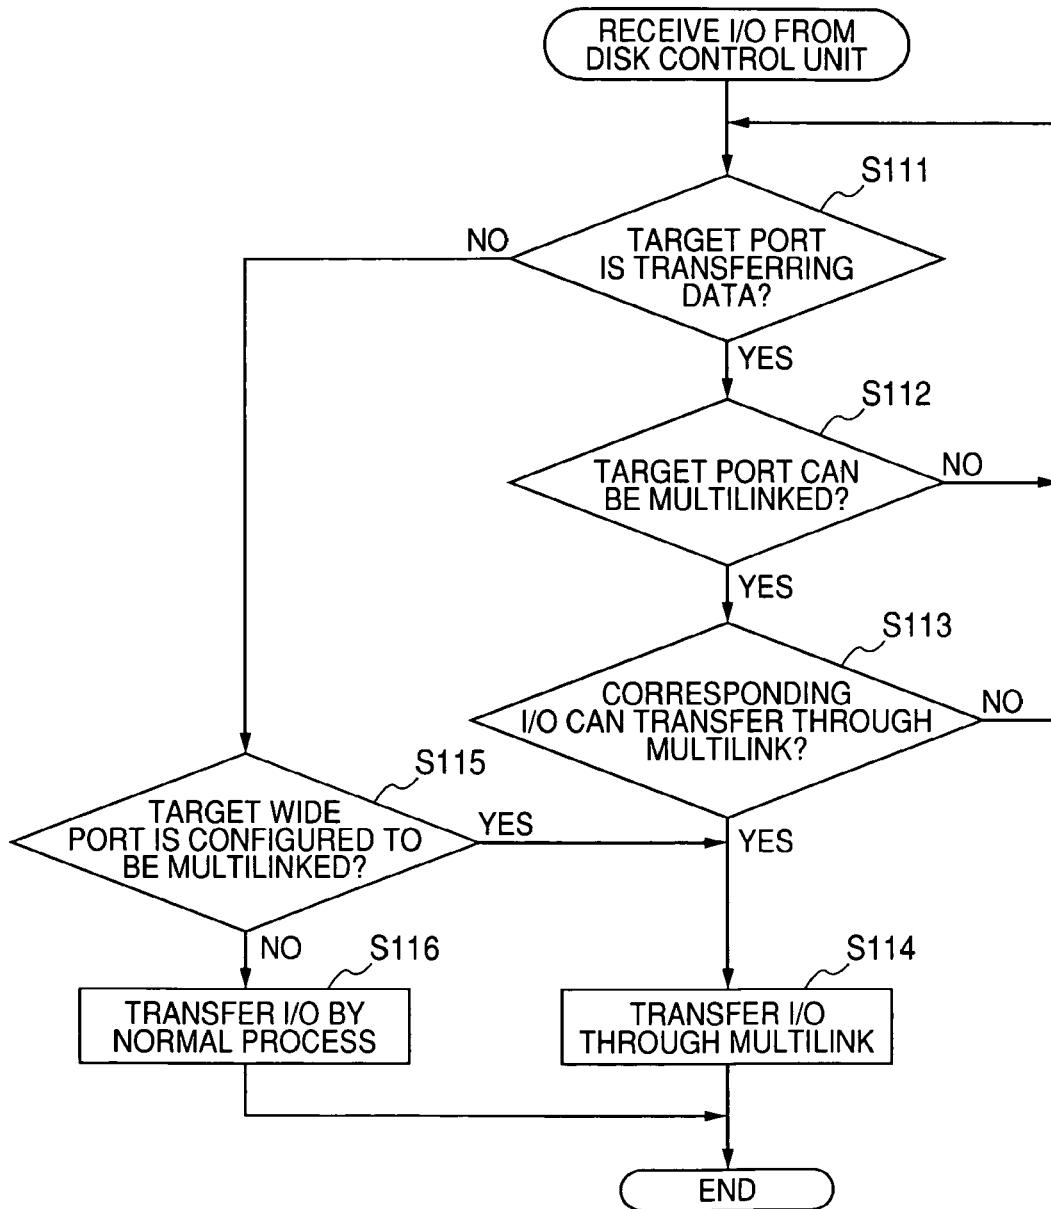 RECEIVE I/O FROM
DISK CONTROL UNIT
S111
NO
TARGET PORT
IS TRANSFERRING
DATA?
YES
S112
TARGET PORT CAN
BE MULTILINKED?
NO
YES
S113
CORRESPONDING
I/O CAN TRANSFER THROUGH
MULTILINK?
NO
YES
S115
TARGET WIDE
PORT IS CONFIGURED TO
BE MULTILINKED?
YES
NO
S116
TRANSFER I/O BY
NORMAL PROCESS
S114
TRANSFER I/O
THROUGH MULTILINK
END